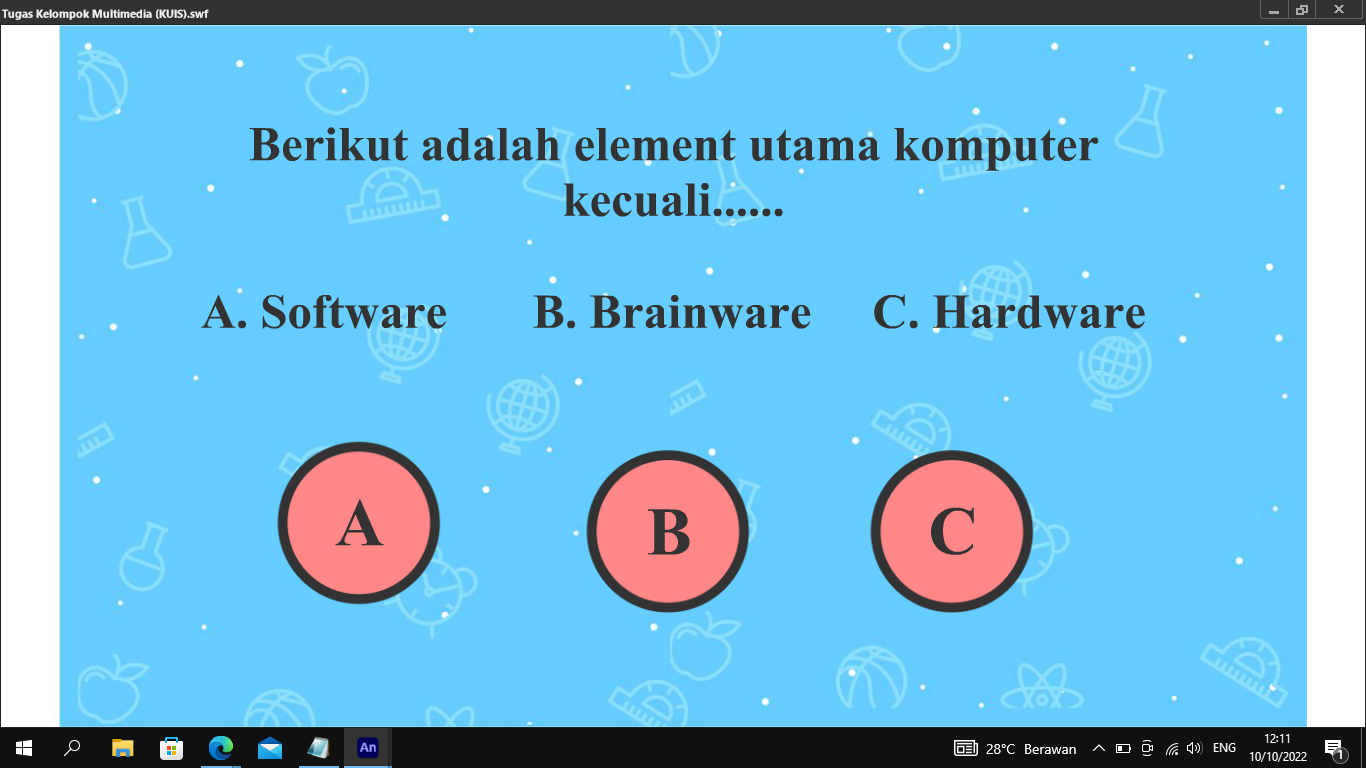 Tugas Kelompok Multimedia (KUIS).swf
Berikut adalah element utama komputer
kecuali......
A. Software B. Brainware C. Hardware
A B C
An 28°C Berawan ENG 12:11
10/10/2022 1